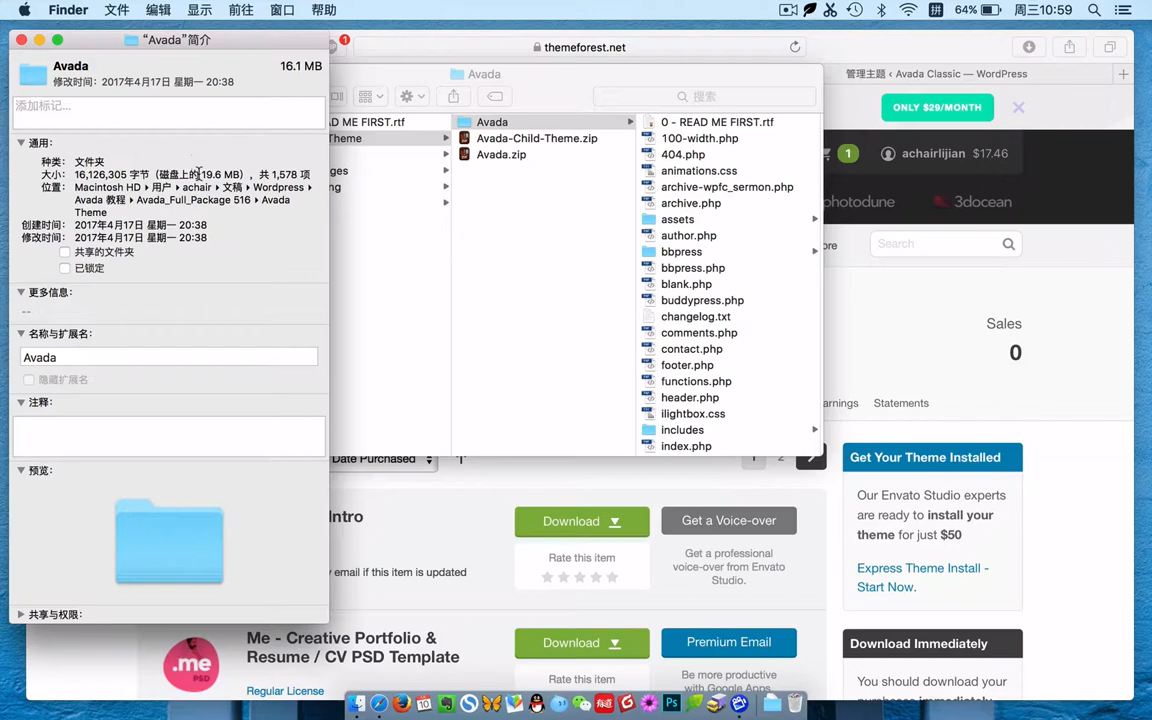 Finder 文件 编辑 显示 前往 窗口 帮助
拼 64% 周三10:59
“Avada”简介
Avada 16.1 MB
修改时间：2017年4月17日 星期一 20:38
添加标记...
通用：
种类： 文件夹
大小： 16,126,305 字节（磁盘上的19.6 MB），共 1,578 项
位置： Macintosh HD ▸ 用户 ▸ achair ▸ 文稿 ▸ Wordpress ▸
Avada 教程 ▸ Avada_Full_Package 516 ▸ Avada
Theme
创建时间： 2017年4月17日 星期一 20:38
修改时间： 2017年4月17日 星期一 20:38
共享的文件夹
已锁定
更多信息：
--
名称与扩展名：
Avada
隐藏扩展名
注释：
预览：
共享与权限：
1
themeforest.net
管理主题 ‹ Avada Classic — WordPress
Avada
搜索
D ME FIRST.rtf
Theme
ges
ng
Avada
Avada-Child-Theme.zip
Avada.zip
0 - READ ME FIRST.rtf
100-width.php
404.php
animations.css
archive-wpfc_sermon.php
archive.php
assets
author.php
bbpress
bbpress.php
blank.php
buddypress.php
changelog.txt
comments.php
contact.php
footer.php
functions.php
header.php
ilightbox.css
includes
index.php
ONLY $29/MONTH
1 achairlijian $17.46
photodune 3docean
ore Search
Sales
0
arnings Statements
Date Purchased 1 2
Intro
Download
Get a Voice-over
Rate this item
Get a professional
voice-over from Envato
Studio.
y email if this item is updated
Get Your Theme Installed
Our Envato Studio experts
are ready to install your
theme for just $50
Express Theme Install -
Start Now.
.me
PSD
Me - Creative Portfolio &
Resume / CV PSD Template
Regular License
Download
Premium Email
Rate this item
Be more productive
with Google Apps
Download Immediately
You should download your